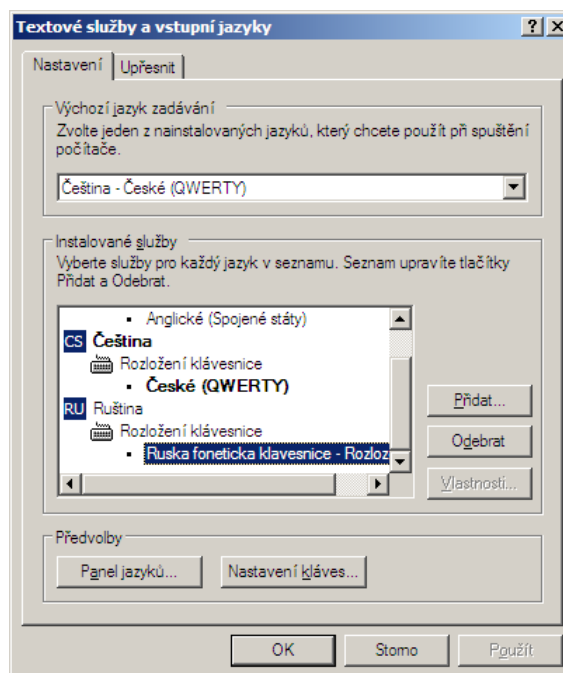 Textové služby a vstupní jazyky
Nastavení Upřesnit
Výchozí jazyk zadávání
Zvolte jeden z nainstalovaných jazyků, který chcete použít při spuštění
počítače.
Čeština - České (QWERTY)
Instalované služby
Vyberte služby pro každý jazyk v seznamu. Seznam upravíte tlačítky
Přidat a Odebrat.
Anglické (Spojené státy)
CS Čeština
Rozložení klávesnice
České (QWERTY)
RU Ruština
Rozložení klávesnice
Ruska foneticka klavesnice - Rozloz
Přidat...
Odebrat
Vlastnosti...
Předvolby
Panel jazyků... Nastavení kláves...
OK Storno Použít